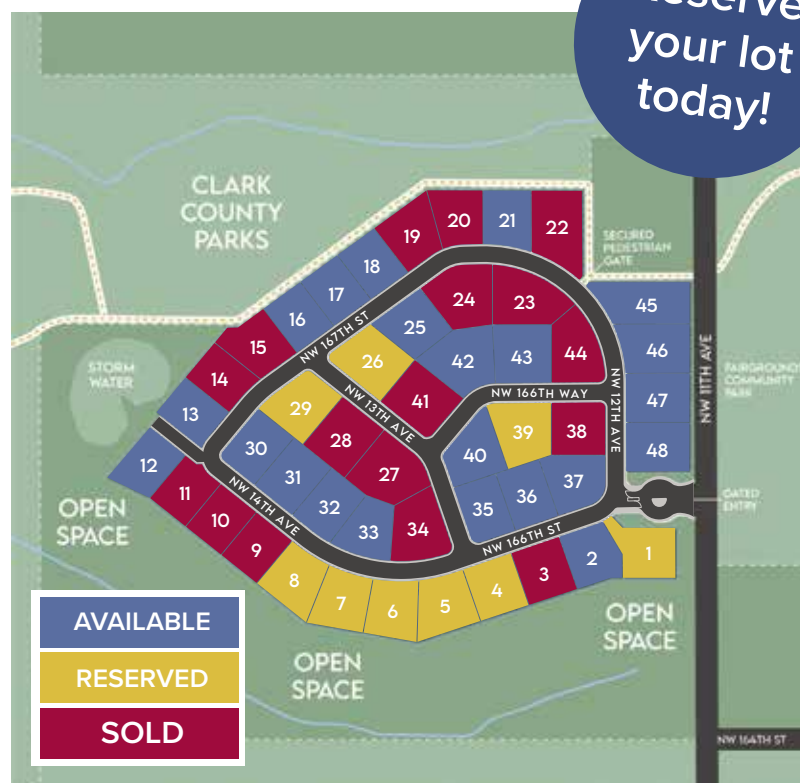 your lot
today!
CLARK
COUNTY
PARKS
SECURED
PEDESTRIAN
GATE
STORM
WATER
OPEN
SPACE
NW 167TH ST
NW 13TH AVE
NW 166TH WAY
NW 12TH AVE
NW 11TH AVE
FAIRGROUNDS
COMMUNITY
PARK
GATED
ENTRY
NW 14TH AVE
NW 166TH ST
OPEN
SPACE
OPEN
SPACE
NW 164TH ST
19
20
21
22
18
17
16
15
14
13
12
11
10
9
8
7
6
5
4
3
2
1
24
23
25
26
42
43
44
41
29
28
27
30
31
32
33
34
40
39
38
35
36
37
45
46
47
48
AVAILABLE
RESERVED
SOLD